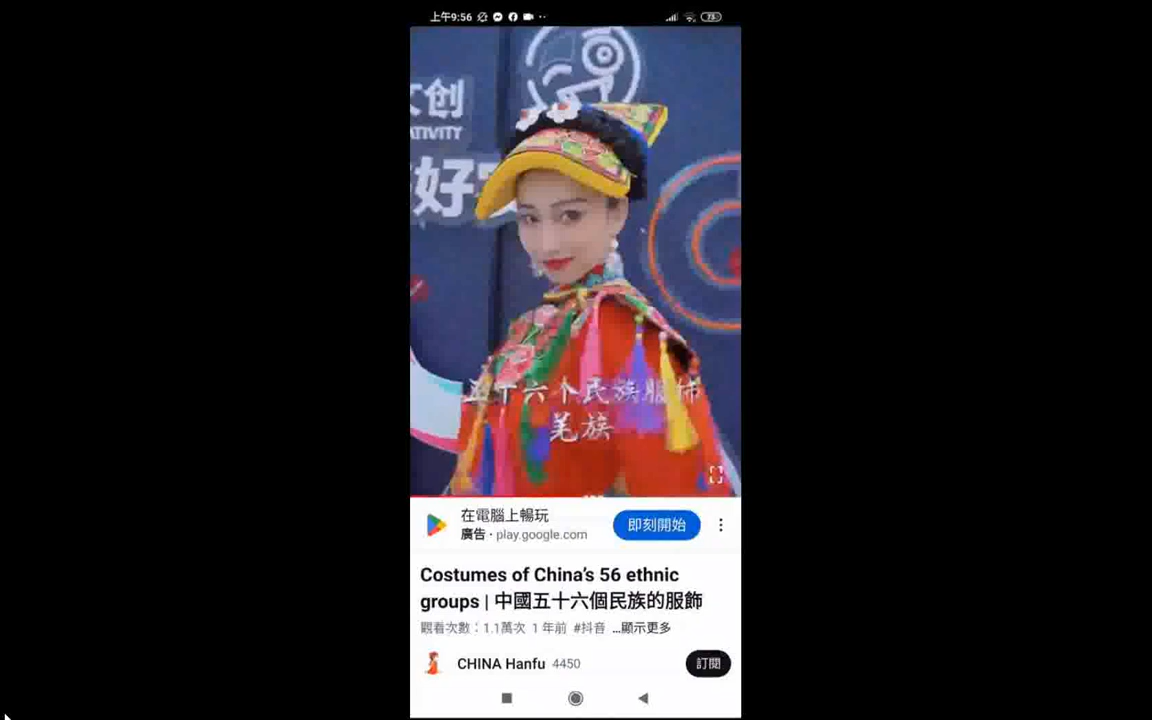 上午9:56
73
文创
ATIVITY
好
五十六个民族服饰
羌族
在電腦上暢玩
廣告 · play.google.com
即刻開始
Costumes of China's 56 ethnic
groups | 中國五十六個民族的服飾
觀看次數：1.1萬次 1 年前 #抖音 ...顯示更多
CHINA Hanfu 4450
訂閱